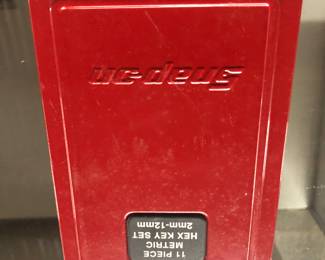 11 PIECE
METRIC
HEX KEY SET
2mm-12mm
Snap-on